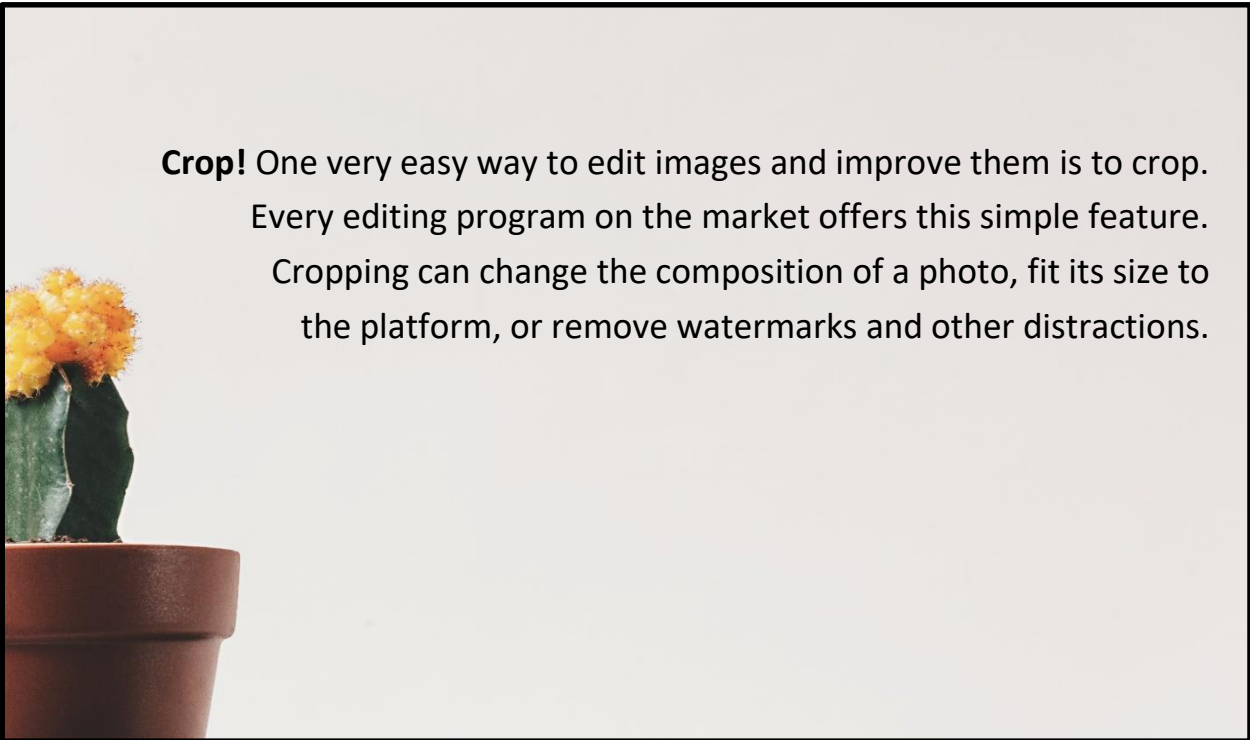 Crop! One very easy way to edit images and improve them is to crop.
Every editing program on the market offers this simple feature.
Cropping can change the composition of a photo, fit its size to
the platform, or remove watermarks and other distractions.